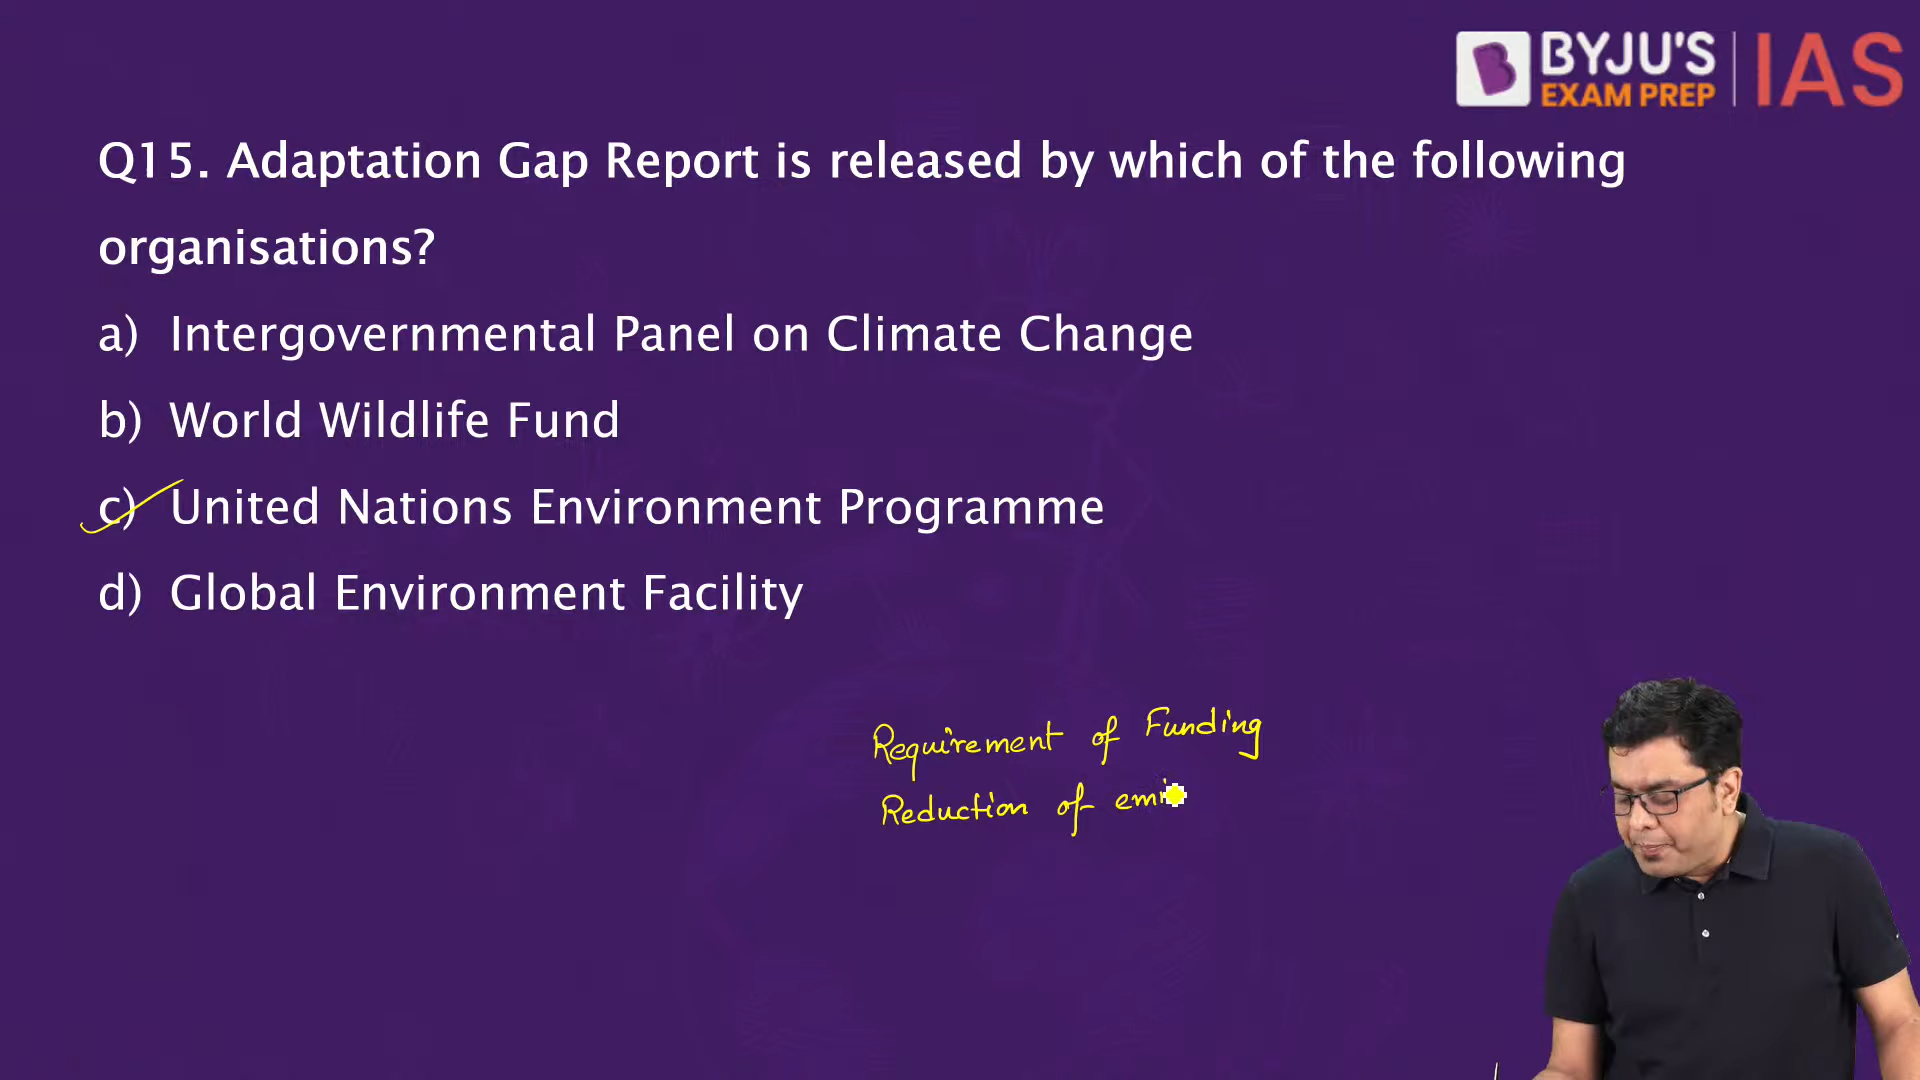 BYJU'S
EXAM PREP
IAS
Q15. Adaptation Gap Report is released by which of the following
organisations?
a) Intergovernmental Panel on Climate Change
b) World Wildlife Fund
c) United Nations Environment Programme
d) Global Environment Facility
Requirement of Funding
Reduction of emi